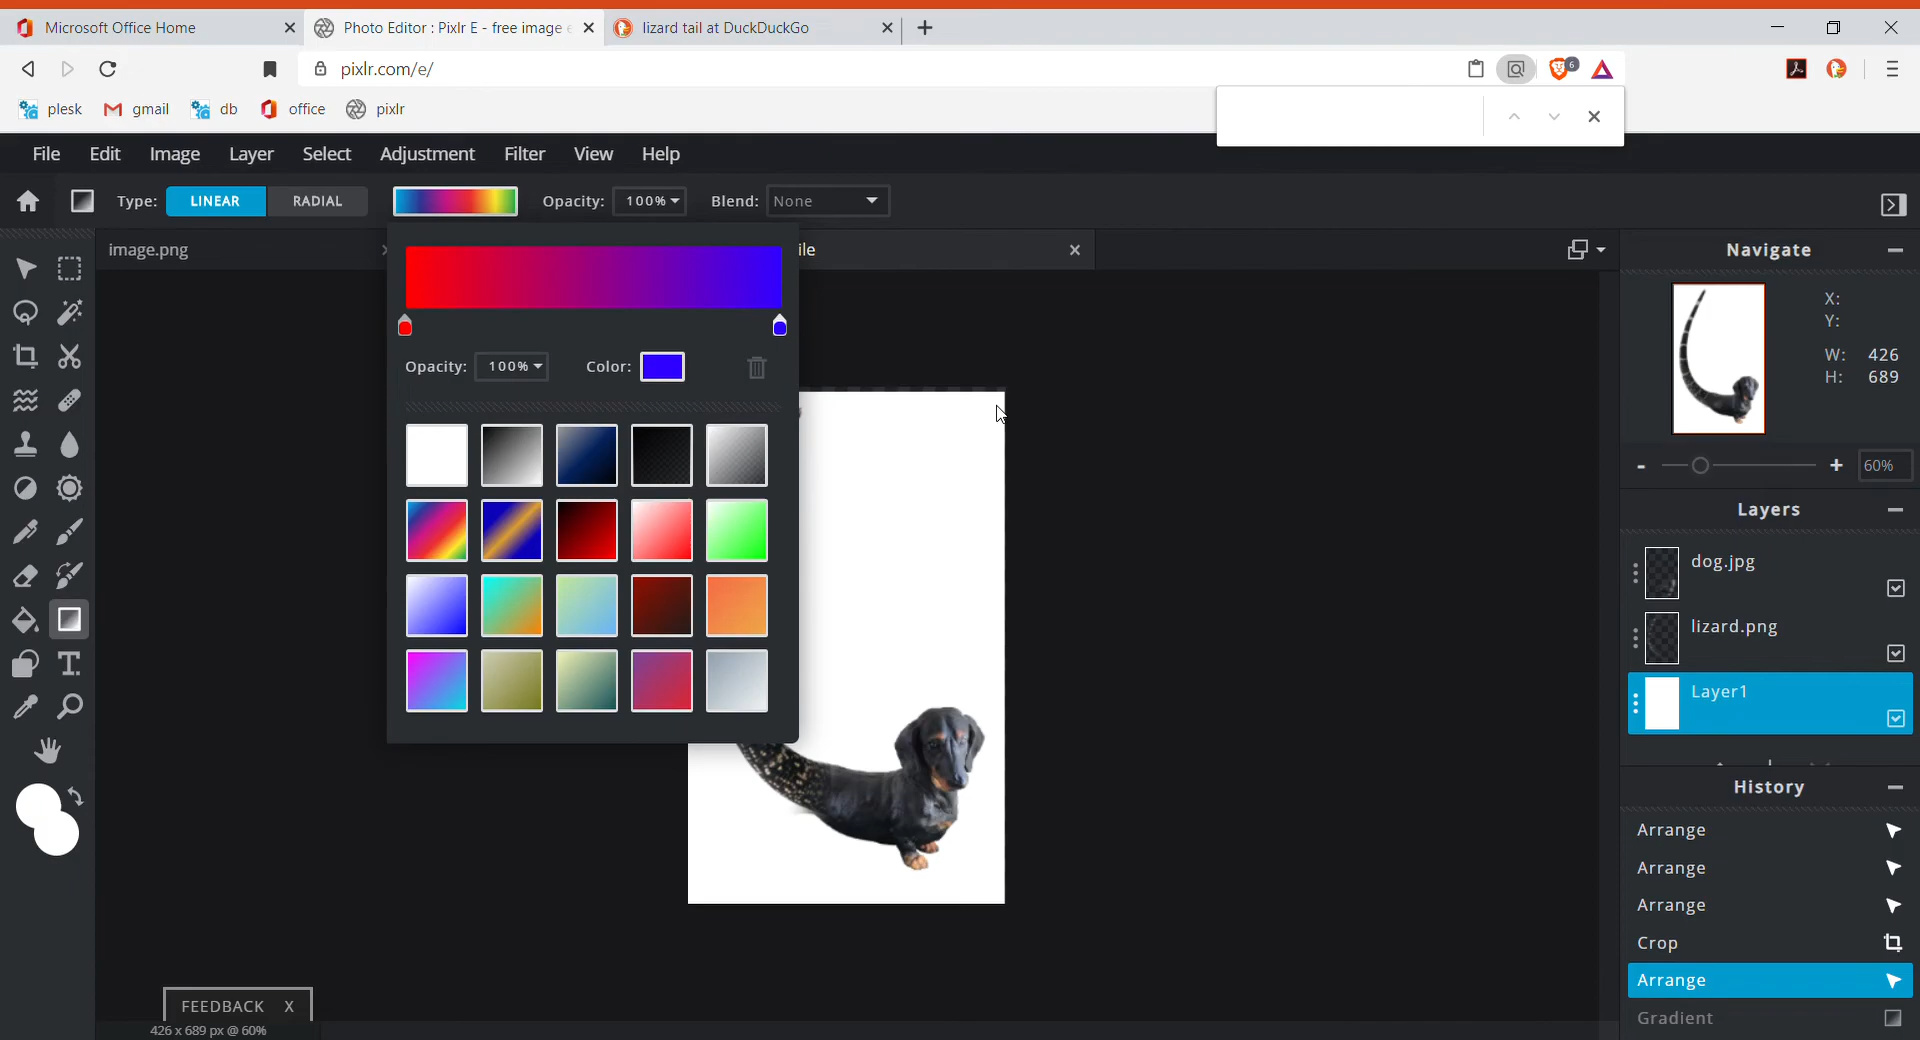 Microsoft Office Home
Photo Editor : Pixlr E - free image e
lizard tail at DuckDuckGo
pixlr.com/e/
6
plesk
gmail
db
office
pixlr
File
Edit
Image
Layer
Select
Adjustment
Filter
View
Help
Type:
LINEAR
RADIAL
Opacity:
100%
Blend:
None
image.png
ile
Navigate
X:
Y:
W: 426
H: 689
60%
Opacity:
100%
Color:
Layers
dog.jpg
lizard.png
Layer1
History
Arrange
Arrange
Arrange
Crop
Arrange
Gradient
FEEDBACK X
426 x 689 px @ 60%